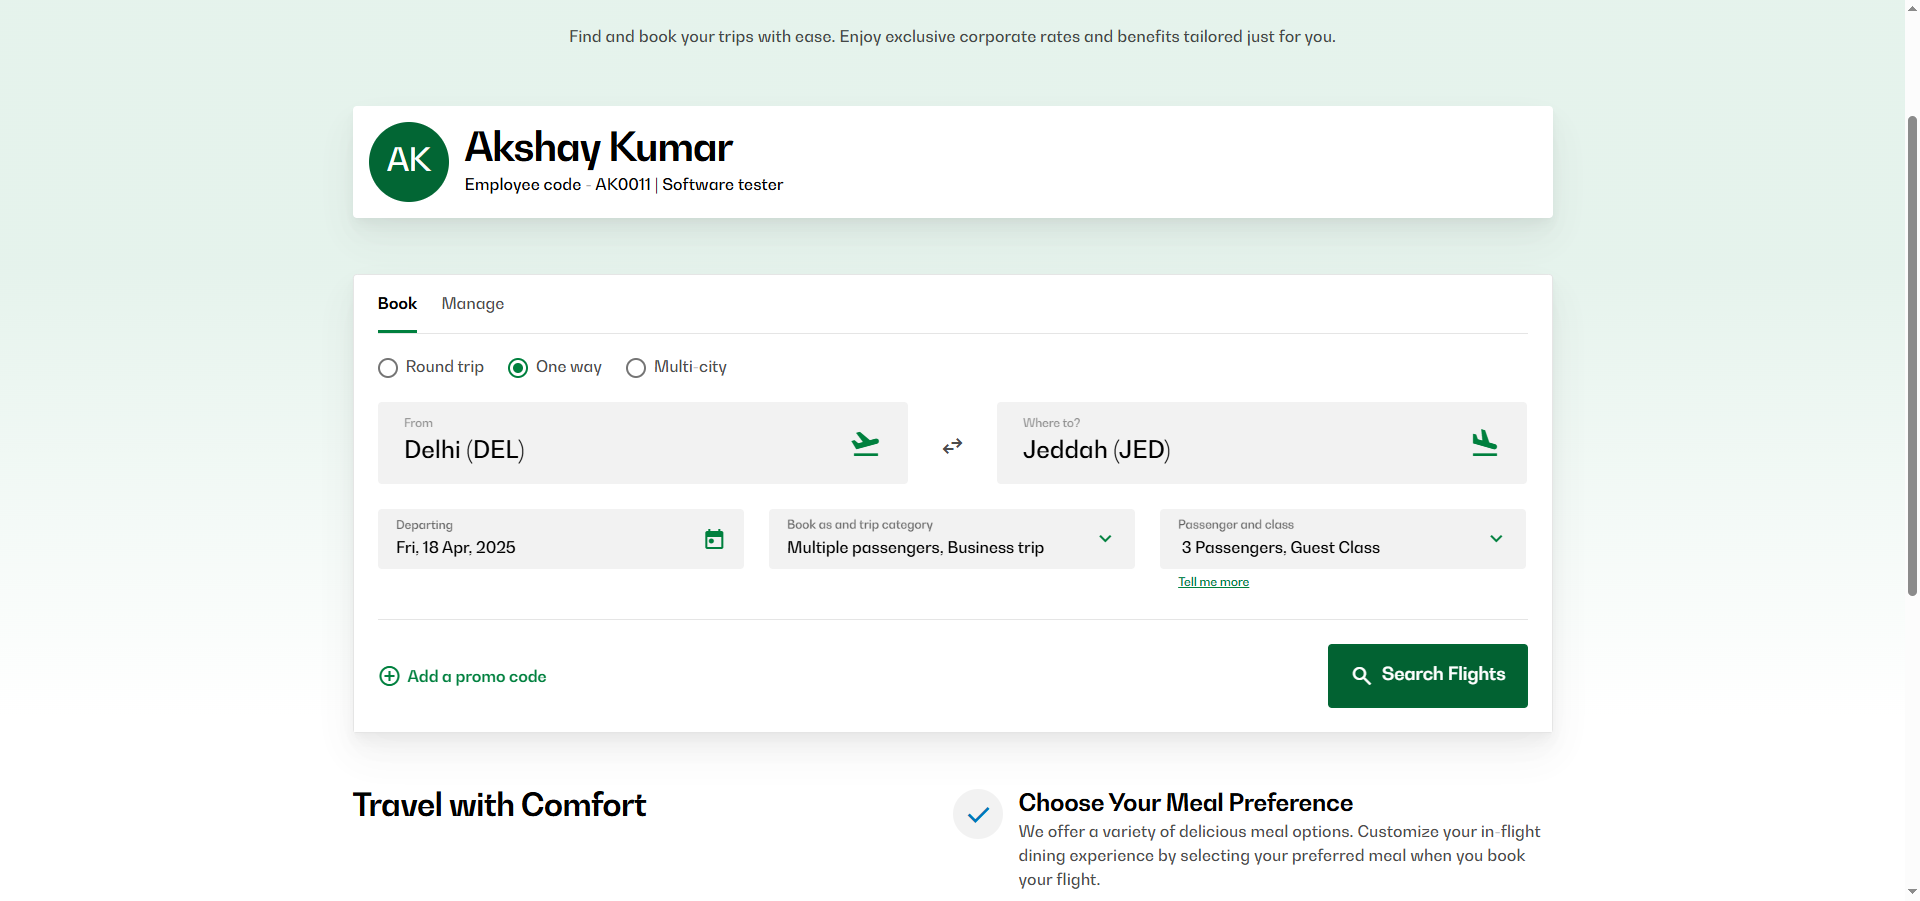 Find and book your trips with ease. Enjoy exclusive corporate rates and benefits tailored just for you.
AK
Akshay Kumar
Employee code - AK0011 | Software tester
Book
Manage
Round trip
One way
Multi-city
From
Delhi (DEL)
Where to?
Jeddah (JED)
Departing
Fri, 18 Apr, 2025
Book as and trip category
Multiple passengers, Business trip
Passenger and class
3 Passengers, Guest Class
Tell me more
Add a promo code
Search Flights
Travel with Comfort
Choose Your Meal Preference
We offer a variety of delicious meal options. Customize your in-flight
dining experience by selecting your preferred meal when you book
your flight.